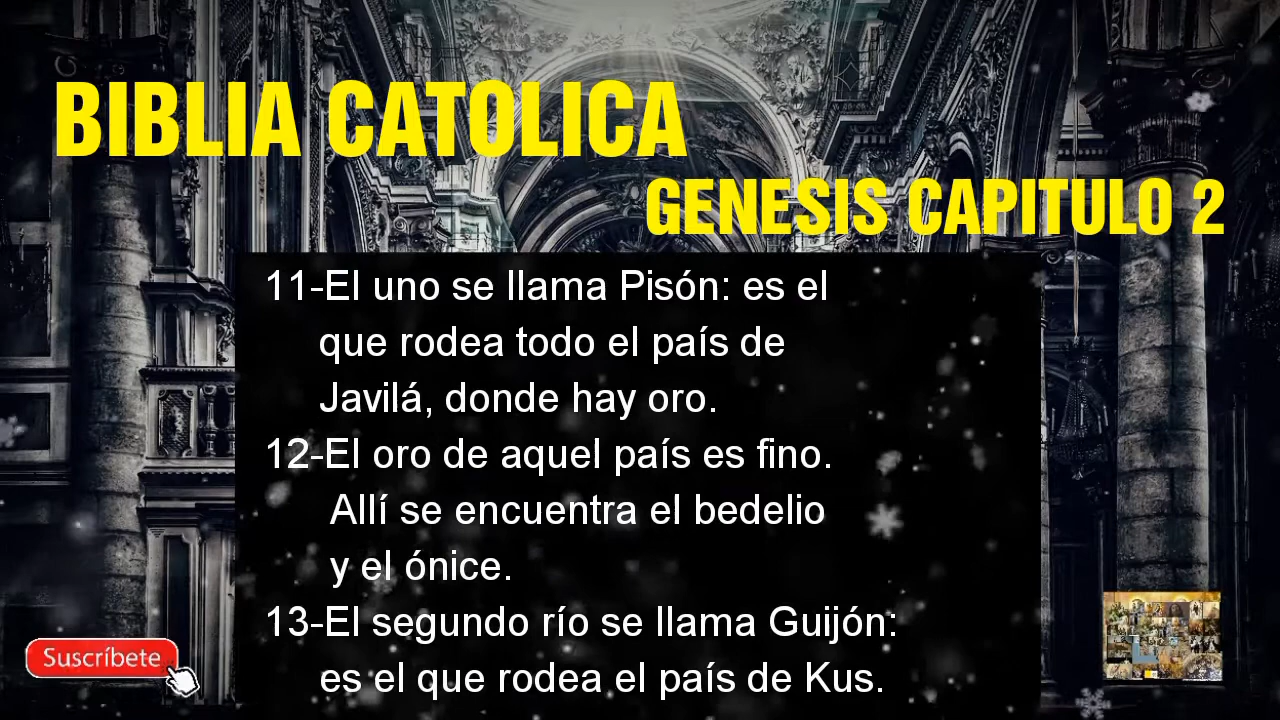 BIBLIA CATOLICA
GENESIS CAPITULO 2
11-El uno se llama Pisón: es el
que rodea todo el país de
Javilá, donde hay oro.
12-El oro de aquel país es fino.
Allí se encuentra el bedelio
y el ónice.
13-El segundo río se llama Guijón:
es el que rodea el país de Kus.
Suscríbete